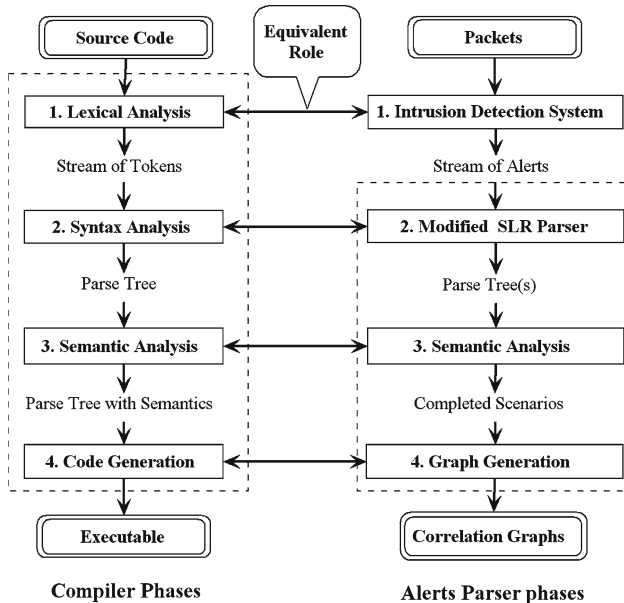 Source Code
Equivalent
Role
Packets
1. Lexical Analysis
1. Intrusion Detection System
Stream of Tokens
Stream of Alerts
2. Syntax Analysis
2. Modified SLR Parser
Parse Tree
Parse Tree(s)
3. Semantic Analysis
3. Semantic Analysis
Parse Tree with Semantics
Completed Scenarios
4. Code Generation
4. Graph Generation
Executable
Correlation Graphs
Compiler Phases
Alerts Parser phases